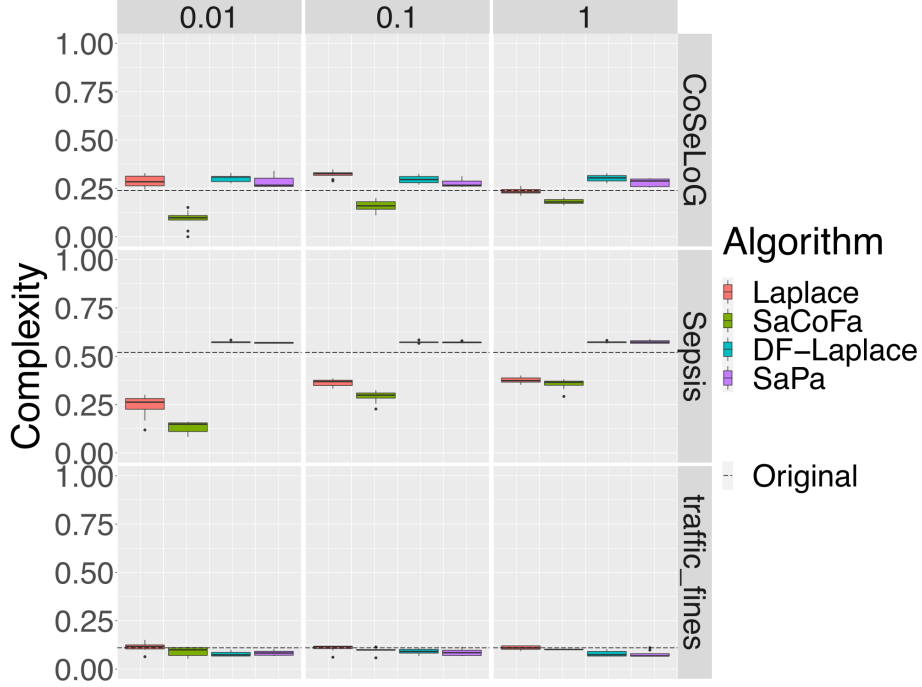 0.01 0.1 1
1.00
0.75
0.50
0.25
0.00
CoSeLoG
1.00
0.75
0.50
0.25
0.00
Sepsis
1.00
0.75
0.50
0.25
0.00
traffic_fines
Complexity
Algorithm
Laplace
SaCoFa
DF−Laplace
SaPa
Original